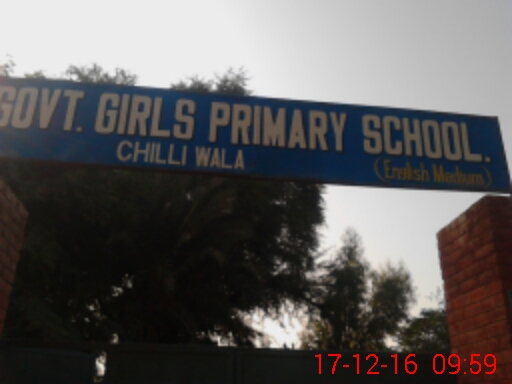 GOVT. GIRLS PRIMARY SCHOOL.
CHILLI WALA
(English Medium)
17-12-16 09:59